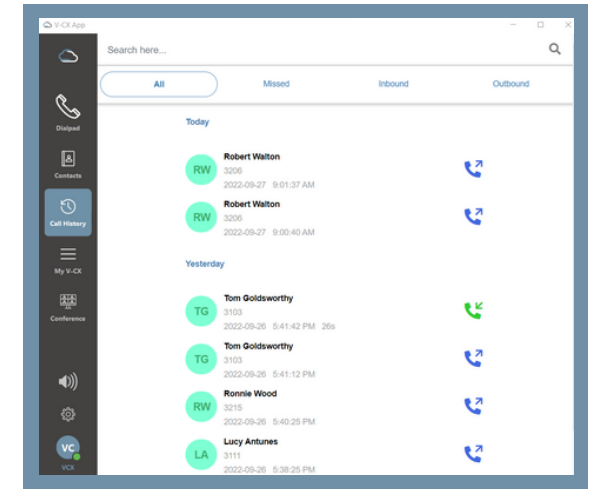 V-CX App
Search here...
All Missed Inbound Outbound
Dialpad
Contacts
Call History
My V-CX
Conference
VC
VCX
Today
RW
Robert Walton
3206
2022-09-27 9:01:37 AM
RW
Robert Walton
3206
2022-09-27 9:00:40 AM
Yesterday
TG
Tom Goldsworthy
3103
2022-09-26 5:41:42 PM 26s
TG
Tom Goldsworthy
3103
2022-09-26 5:41:12 PM
RW
Ronnie Wood
3215
2022-09-26 5:40:25 PM
LA
Lucy Antunes
3111
2022-09-26 5:38:25 PM